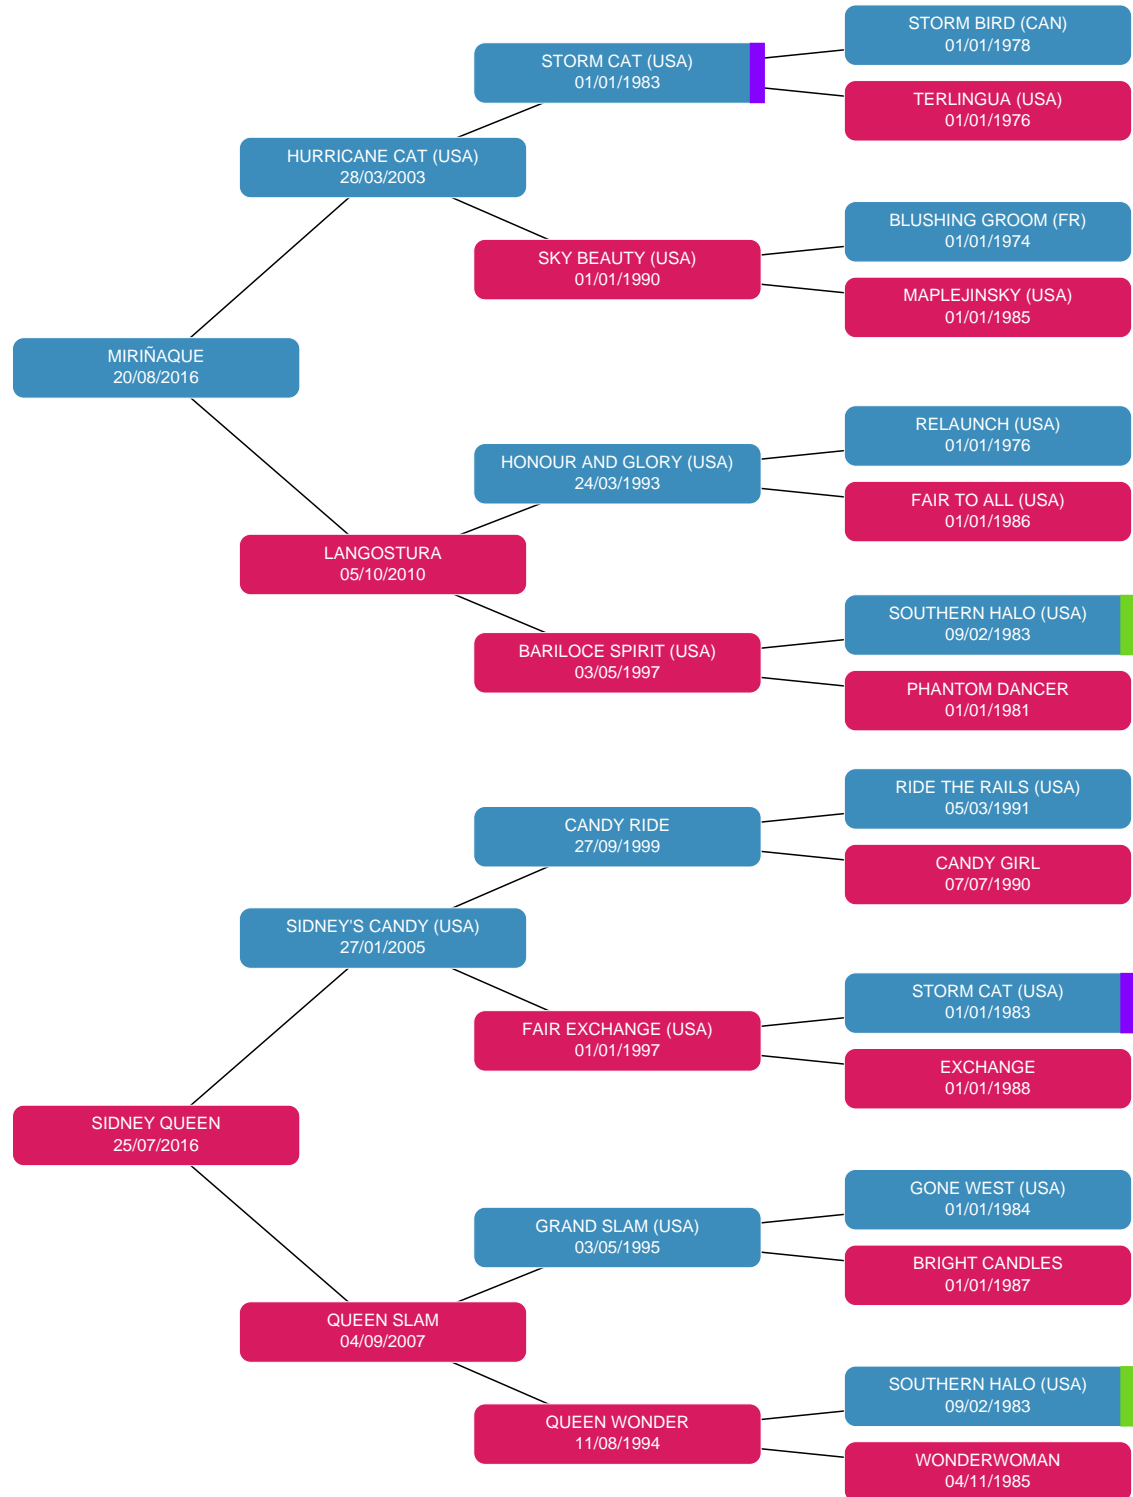 STORM BIRD (CAN)
01/01/1978
STORM CAT (USA)
01/01/1983
TERLINGUA (USA)
01/01/1976
HURRICANE CAT (USA)
28/03/2003
BLUSHING GROOM (FR)
01/01/1974
SKY BEAUTY (USA)
01/01/1990
MAPLEJINSKY (USA)
01/01/1985
MIRIÑAQUE
20/08/2016
RELAUNCH (USA)
01/01/1976
HONOUR AND GLORY (USA)
24/03/1993
FAIR TO ALL (USA)
01/01/1986
LANGOSTURA
05/10/2010
SOUTHERN HALO (USA)
09/02/1983
BARILOCE SPIRIT (USA)
03/05/1997
PHANTOM DANCER
01/01/1981
RIDE THE RAILS (USA)
05/03/1991
CANDY RIDE
27/09/1999
CANDY GIRL
07/07/1990
SIDNEY'S CANDY (USA)
27/01/2005
STORM CAT (USA)
01/01/1983
FAIR EXCHANGE (USA)
01/01/1997
EXCHANGE
01/01/1988
SIDNEY QUEEN
25/07/2016
GONE WEST (USA)
01/01/1984
GRAND SLAM (USA)
03/05/1995
BRIGHT CANDLES
01/01/1987
QUEEN SLAM
04/09/2007
SOUTHERN HALO (USA)
09/02/1983
QUEEN WONDER
11/08/1994
WONDERWOMAN
04/11/1985